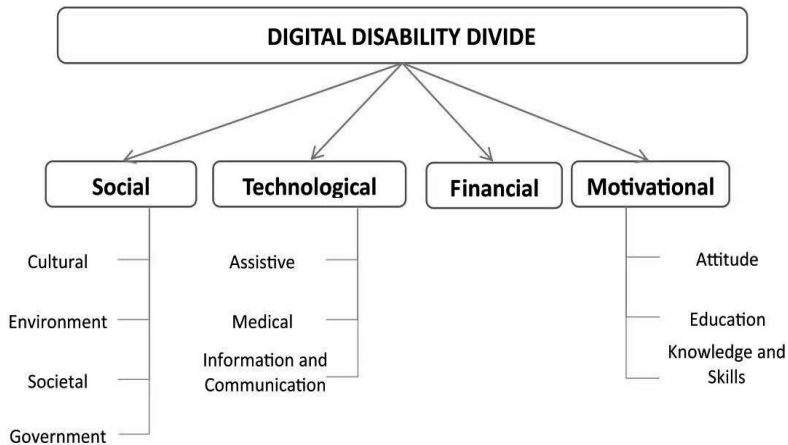 DIGITAL DISABILITY DIVIDE
Social
Technological
Financial
Motivational
Cultural
Environment
Societal
Government
Assistive
Medical
Information and
Communication
Attitude
Education
Knowledge and
Skills